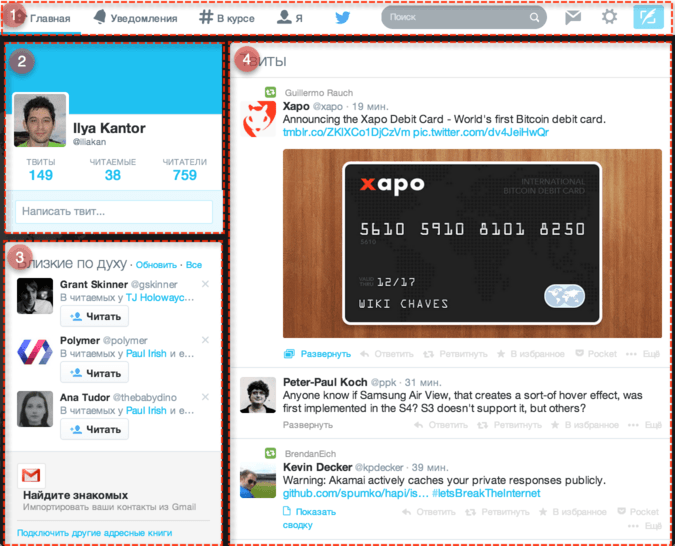 1
Главная
Уведомления
В курсе
Я
Поиск
2
Ilya Kantor
@iliakan
ТВИТЫ ЧИТАЕМЫЕ ЧИТАТЕЛИ
149 38 759
Написать твит...
3
Близкие по духу · Обновить · Все
Grant Skinner @gskinner
В читаемых у TJ Holowayc...
Читать
Polymer @polymer
В читаемых у Paul Irish и е...
Читать
Ana Tudor @thebabydino
В читаемых у Paul Irish и е...
Читать
Найдите знакомых
Импортировать ваши контакты из Gmail
Подключить другие адресные книги
4
Твиты
Guillermo Rauch
Xapo @xapo · 19 мин.
Announcing the Xapo Debit Card - World's first Bitcoin debit card.
tmblr.co/ZKlXCo1DjCzVm pic.twitter.com/dv4JeiHwQr
xapo
INTERNATIONAL
BITCOIN DEBIT CARD
5610 5910 8101 8250
5610
VALID
THRU 12/17
WIKI CHAVES
Развернуть Ответить Ретвитнуть В избранное Pocket Ещё
Peter-Paul Koch @ppk · 31 мин.
Anyone know if Samsung Air View, that creates a sort-of hover effect, was
first implemented in the S4? S3 doesn't support it, but others?
Развернуть Ответить Ретвитнуть В избранное Ещё
BrendanEich
Kevin Decker @kpdecker · 39 мин.
Warning: Akamai actively caches your private responses publicly.
github.com/spumko/hapi/is... #letsBreakTheInternet
Показать Ответить Ретвитнуть В избранное Pocket
сводку Ещё